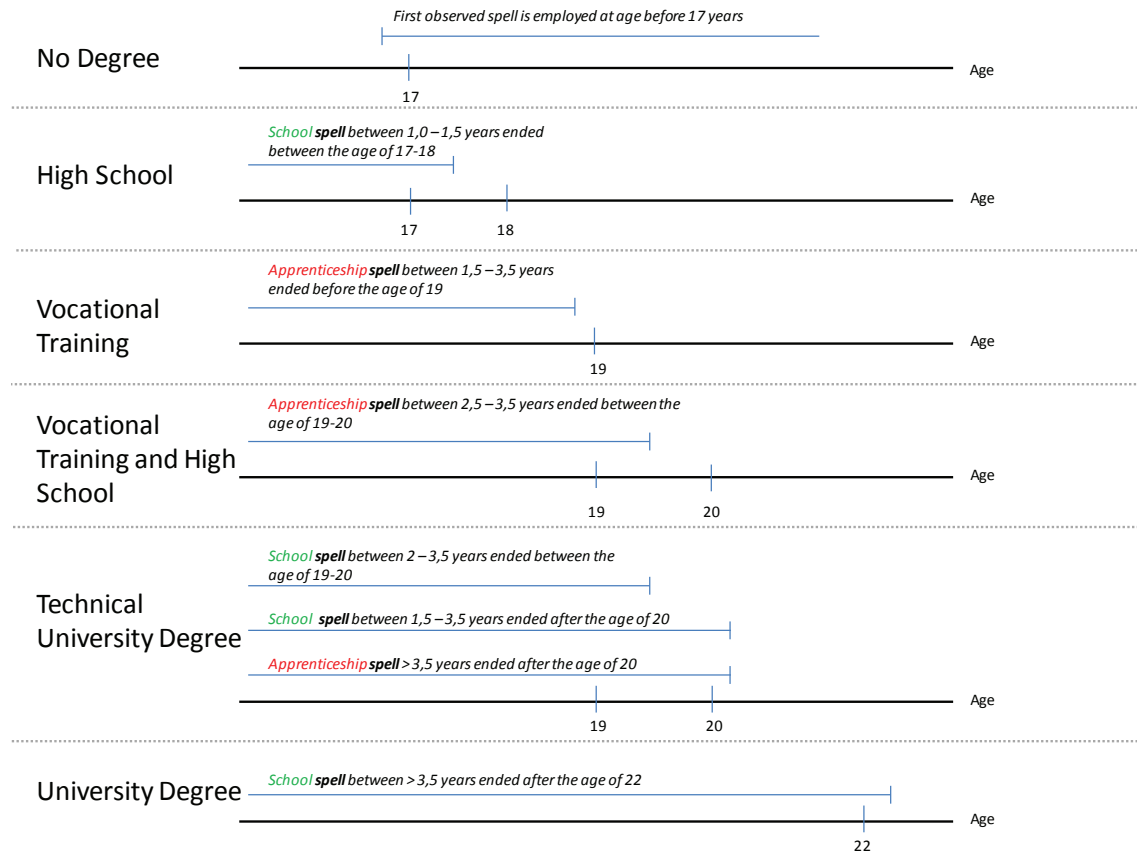 First observed spell is employed at age before 17 years
No Degree
Age
17
School spell between 1,0 – 1,5 years ended
between the age of 17-18
High School
Age
17
18
Apprenticeship spell between 1,5 – 3,5 years
ended before the age of 19
Vocational
Training
Age
19
Apprenticeship spell between 2,5 – 3,5 years ended between the
age of 19-20
Vocational
Training and High
School
Age
19
20
School spell between 2 – 3,5 years ended between the
age of 19-20
Technical
University Degree
School spell between 1,5 – 3,5 years ended after the age of 20
Apprenticeship spell > 3,5 years ended after the age of 20
Age
19
20
School spell between > 3,5 years ended after the age of 22
University Degree
Age
22